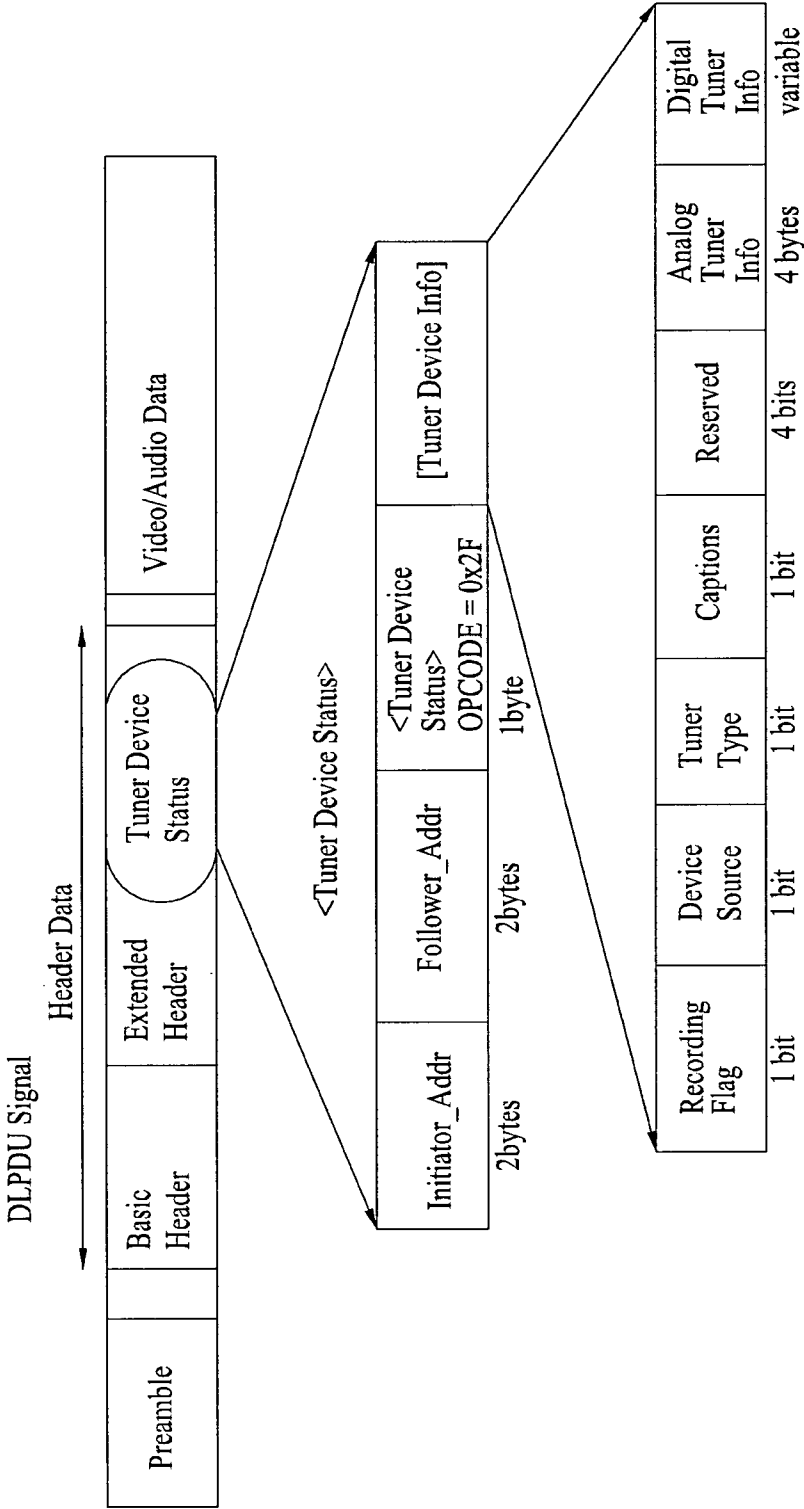 DLPDU Signal
Header Data
Preamble
Basic
Header
Extended
Header
Tuner Device
Status
Video/Audio Data
<Tuner Device Status>
Initiator_Addr
Follower_Addr
<Tuner Device
Status>
OPCODE = 0x2F
[Tuner Device Info]
2bytes
2bytes
1byte
Recording
Flag
Device
Source
Tuner
Type
Captions
Reserved
Analog
Tuner
Info
Digital
Tuner
Info
1 bit
1 bit
1 bit
1 bit
4 bits
4 bytes
variable